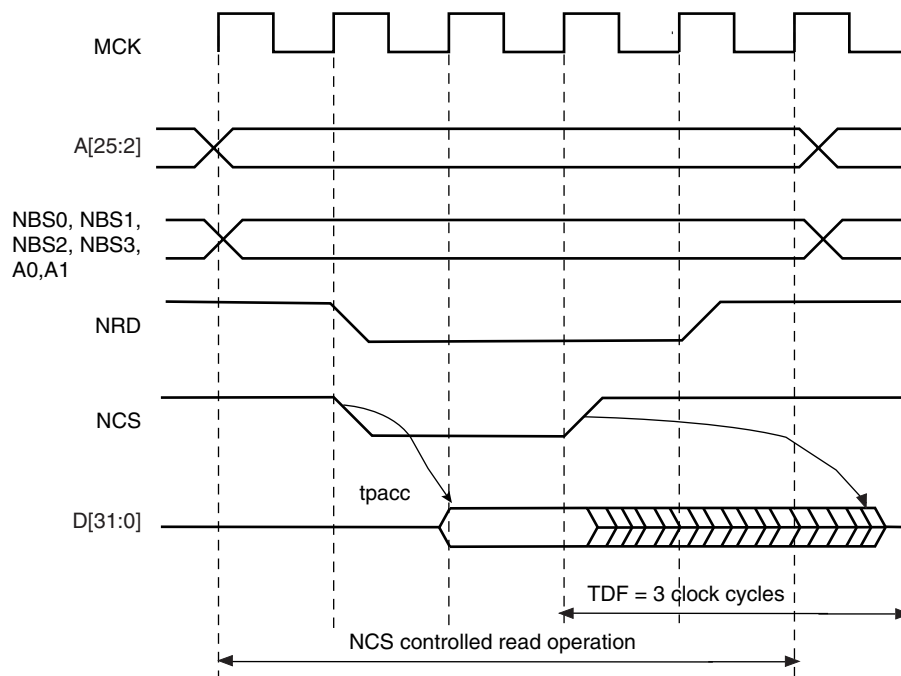 MCK
A[25:2]
NBS0, NBS1,
NBS2, NBS3,
A0,A1
NRD
NCS
tpacc
D[31:0]
TDF = 3 clock cycles
NCS controlled read operation